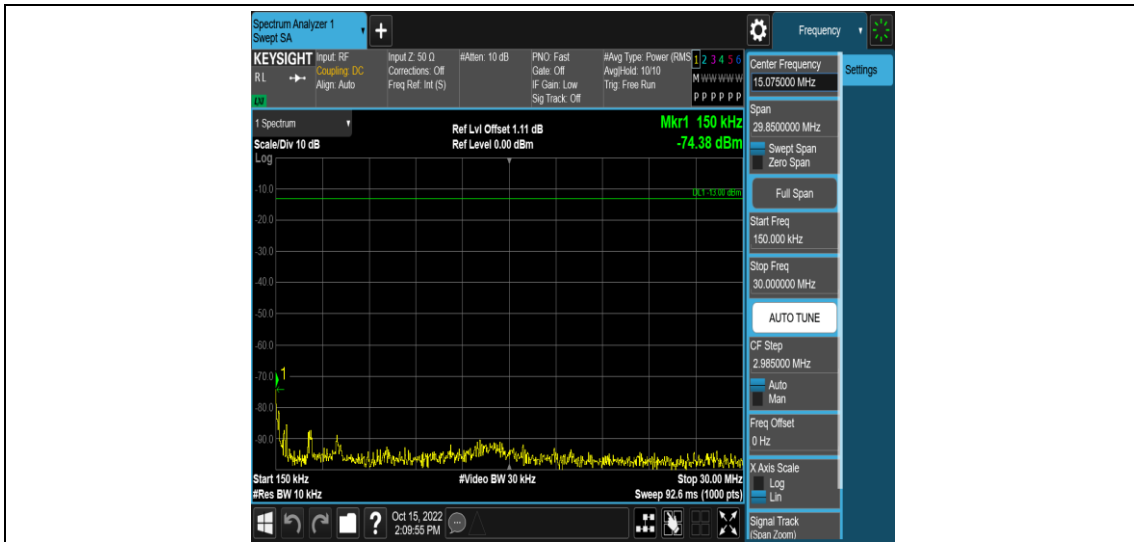 Spectrum Analyzer 1
Swept SA
+
Frequency
KEYSIGHT
RL
LXI
Input: RF
Coupling: DC
Align: Auto
Input Z: 50 Ω
Corrections: Off
Freq Ref: Int (S)
#Atten: 10 dB
PNO: Fast
Gate: Off
IF Gain: Low
Sig Track: Off
#Avg Type: Power (RMS
Avg|Hold: 10/10
Trig: Free Run
1 2 3 4 5 6
M W W W W W
P P P P P P
1 Spectrum
Scale/Div 10 dB
Ref Lvl Offset 1.11 dB
Ref Level 0.00 dBm
Mkr1 150 kHz
-74.38 dBm
Log
DL1 -13.00 dBm
-10.0
-20.0
-30.0
-40.0
-50.0
-60.0
-70.0
1
-80.0
-90.0
Start 150 kHz
#Res BW 10 kHz
#Video BW 30 kHz
Stop 30.00 MHz
Sweep 92.6 ms (1000 pts)
Oct 15, 2022
2:09:55 PM
?
Center Frequency
15.075000 MHz
Settings
Span
29.8500000 MHz
Swept Span
Zero Span
Full Span
Start Freq
150.000 kHz
Stop Freq
30.000000 MHz
AUTO TUNE
CF Step
2.985000 MHz
Auto
Man
Freq Offset
0 Hz
X Axis Scale
Log
Lin
Signal Track
(Span Zoom)